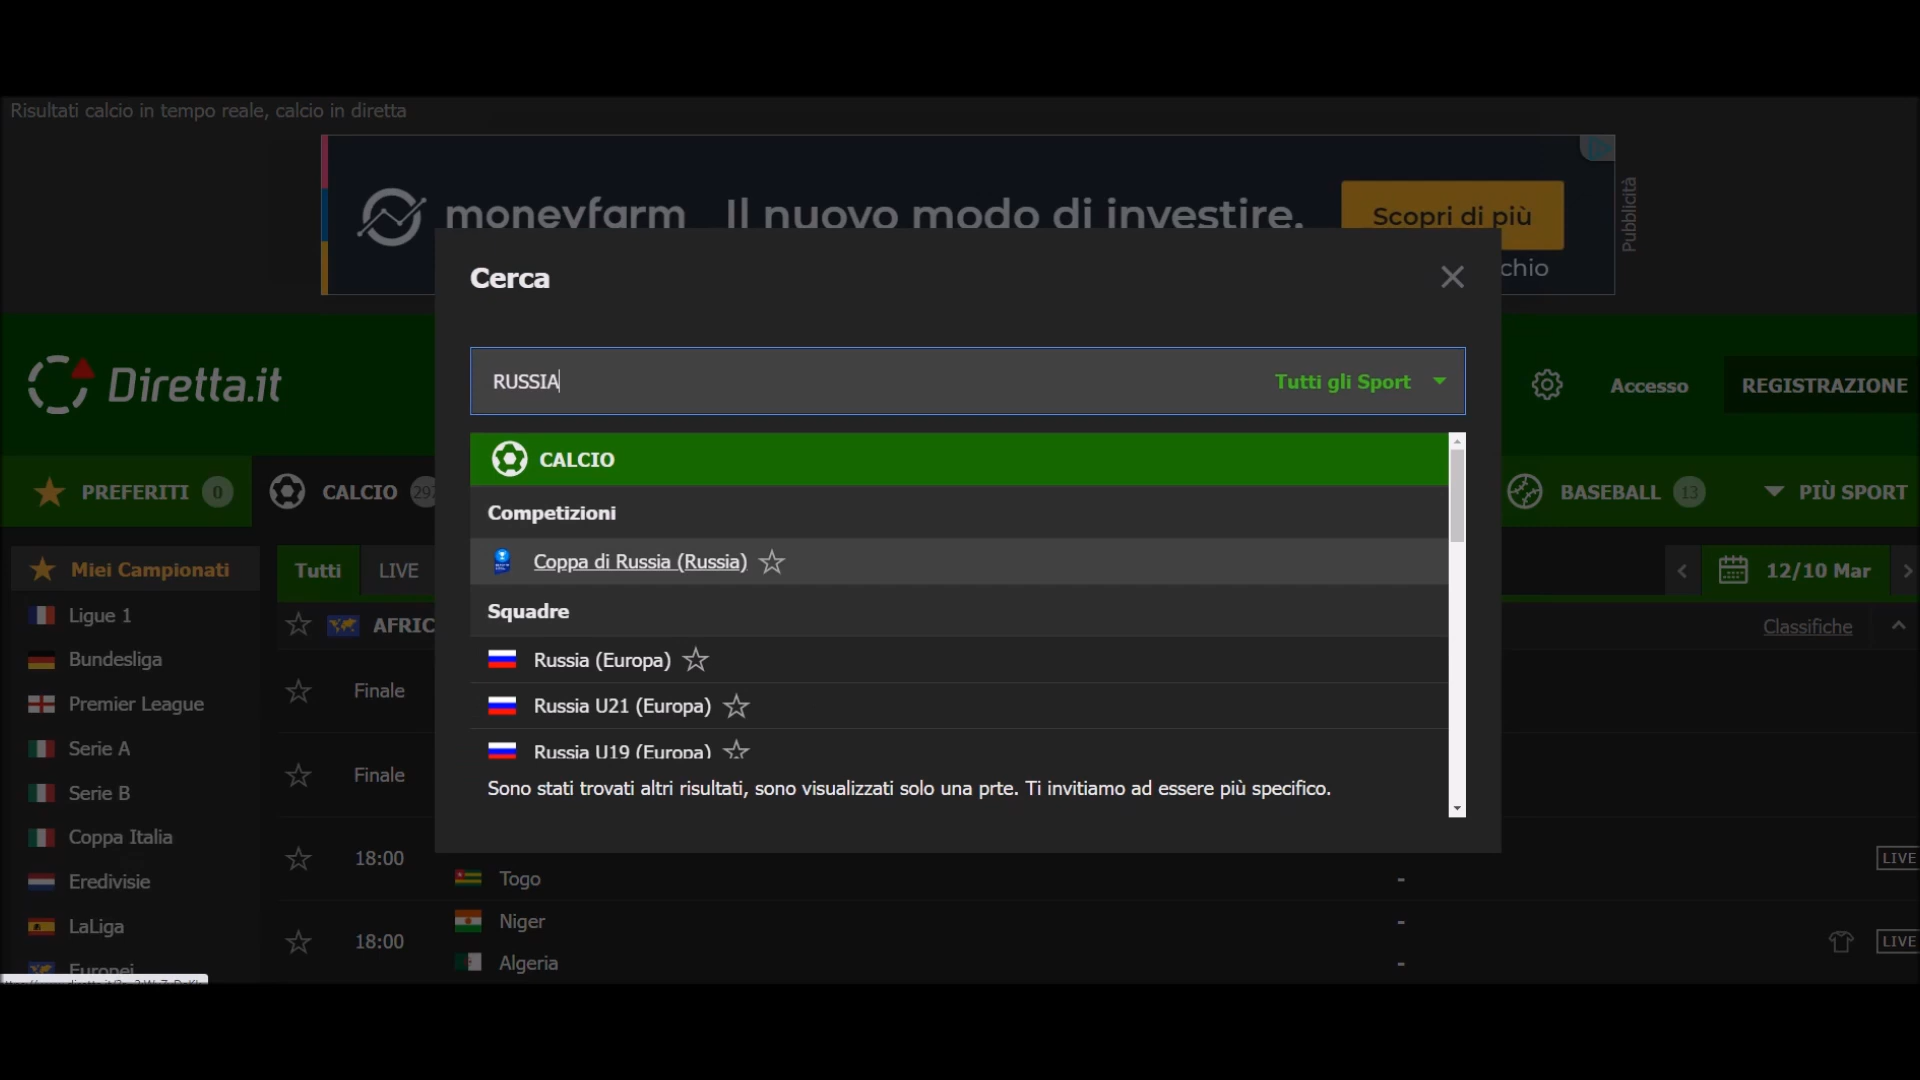 Risultati calcio in tempo reale, calcio in diretta
moneyfarm Il nuovo modo di investire.
Scopri di più
chio
Pubblicità
Cerca
RUSSIA
Tutti gli Sport
Diretta.it
Accesso
REGISTRAZIONE
CALCIO
PREFERITI 0
CALCIO 297
BASEBALL 13
PIÙ SPORT
Competizioni
Coppa di Russia (Russia)
Squadre
Russia (Europa)
Russia U21 (Europa)
Russia U19 (Europa)
Sono stati trovati altri risultati, sono visualizzati solo una prte. Ti invitiamo ad essere più specifico.
Miei Campionati
Ligue 1
Bundesliga
Premier League
Serie A
Serie B
Coppa Italia
Eredivisie
LaLiga
Europei
Tutti
LIVE
12/10 Mar
AFRIC
Classifiche
Finale
Finale
18:00
Togo
-
LIVE
18:00
Niger
-
Algeria
-
LIVE